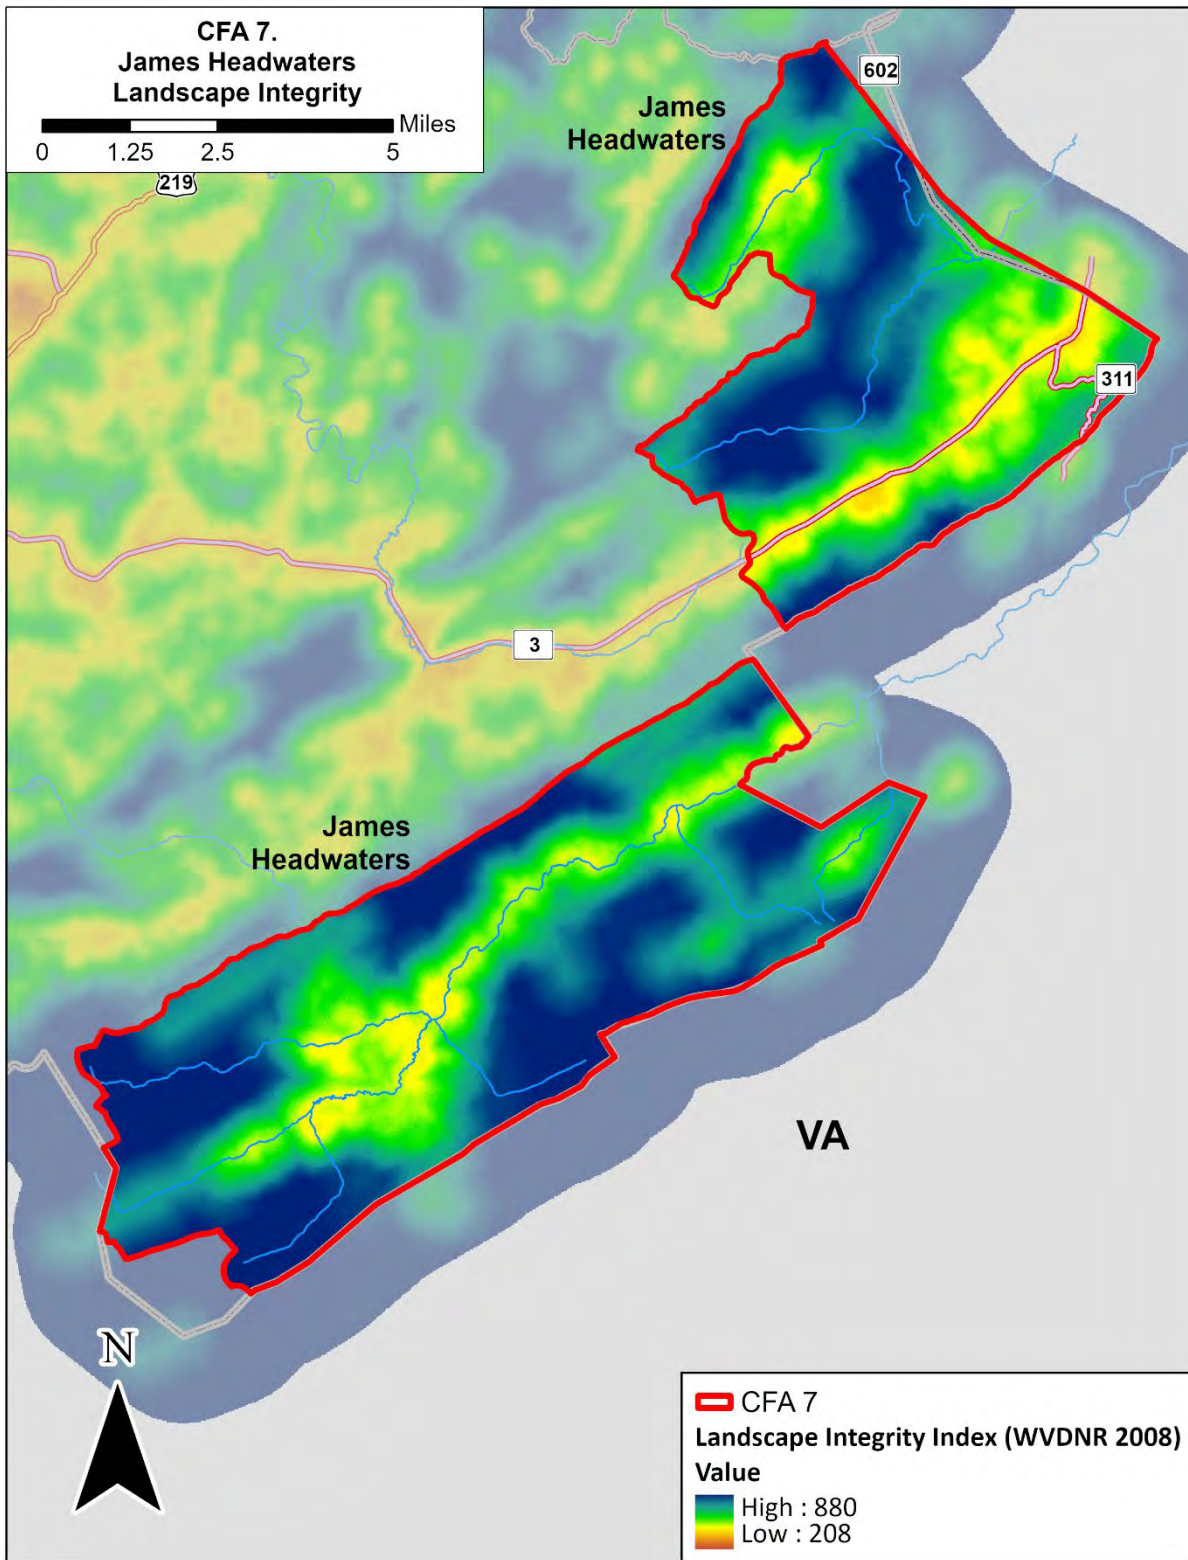 CFA 7.
James Headwaters
Landscape Integrity
Miles
0 1.25 2.5 5
219
602
James
Headwaters
311
3
James
Headwaters
VA
N
CFA 7
Landscape Integrity Index (WVDNR 2008)
Value
High : 880
Low : 208